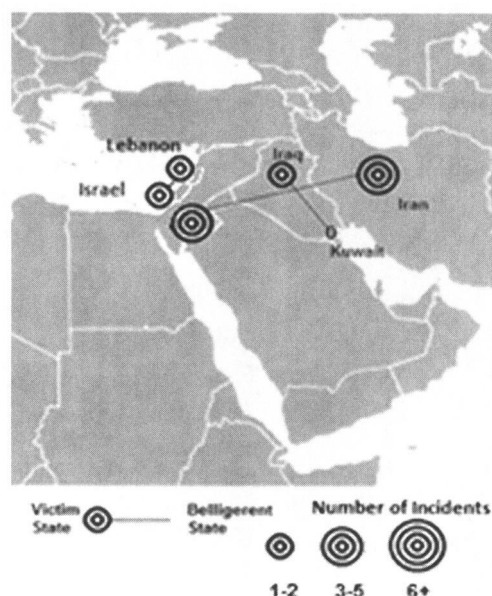 Lebanon
Iraq
Israel
Iran
Kuwait
Victim State
Belligerent State
Number of Incidents
1-2
3-5
6+